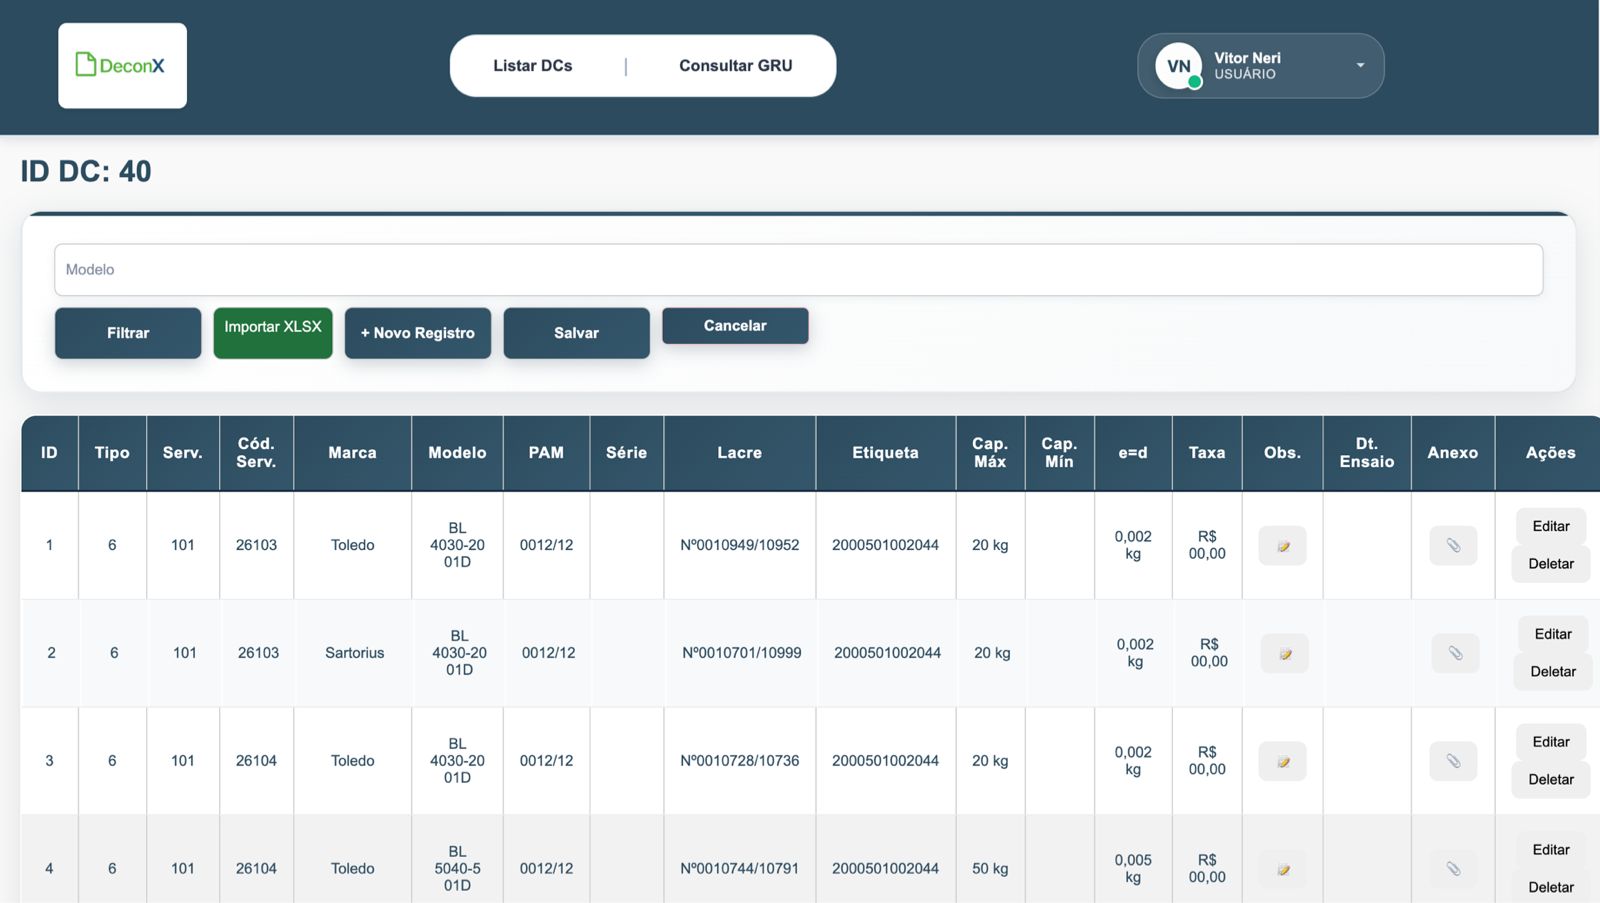 DeconX
Listar DCs | Consultar GRU
VN
Vitor Neri
USUÁRIO
ID DC: 40
Modelo
Filtrar
Importar XLSX
+ Novo Registro
Salvar
Cancelar
ID Tipo Serv. Cód. Serv. Marca Modelo PAM Série Lacre Etiqueta Cap. Máx Cap. Mín e=d Taxa Obs. Dt. Ensaio Anexo Ações
1 6 101 26103 Toledo BL 4030-20 01D 0012/12 Nº0010949/10952 2000501002044 20 kg 0,002 kg R$ 00,00 Editar
Deletar
2 6 101 26103 Sartorius BL 4030-20 01D 0012/12 Nº0010701/10999 2000501002044 20 kg 0,002 kg R$ 00,00 Editar
Deletar
3 6 101 26104 Toledo BL 4030-20 01D 0012/12 Nº0010728/10736 2000501002044 20 kg 0,002 kg R$ 00,00 Editar
Deletar
4 6 101 26104 Toledo BL 5040-5 01D 0012/12 Nº0010744/10791 2000501002044 50 kg 0,005 kg R$ 00,00 Editar
Deletar